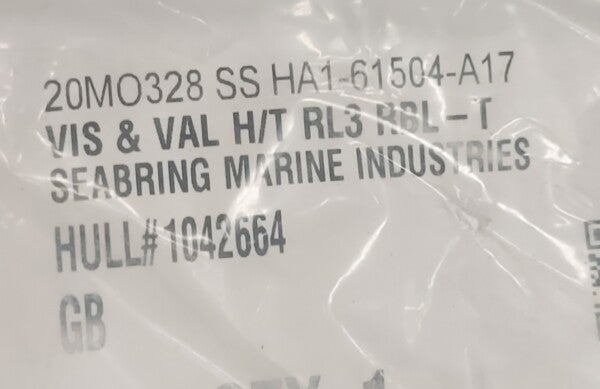 20MO328 SS HA1-61504-A17
VIS & VAL H/T RL3 RBL-T
SEABRING MARINE INDUSTRIES
HULL#1042664
GB